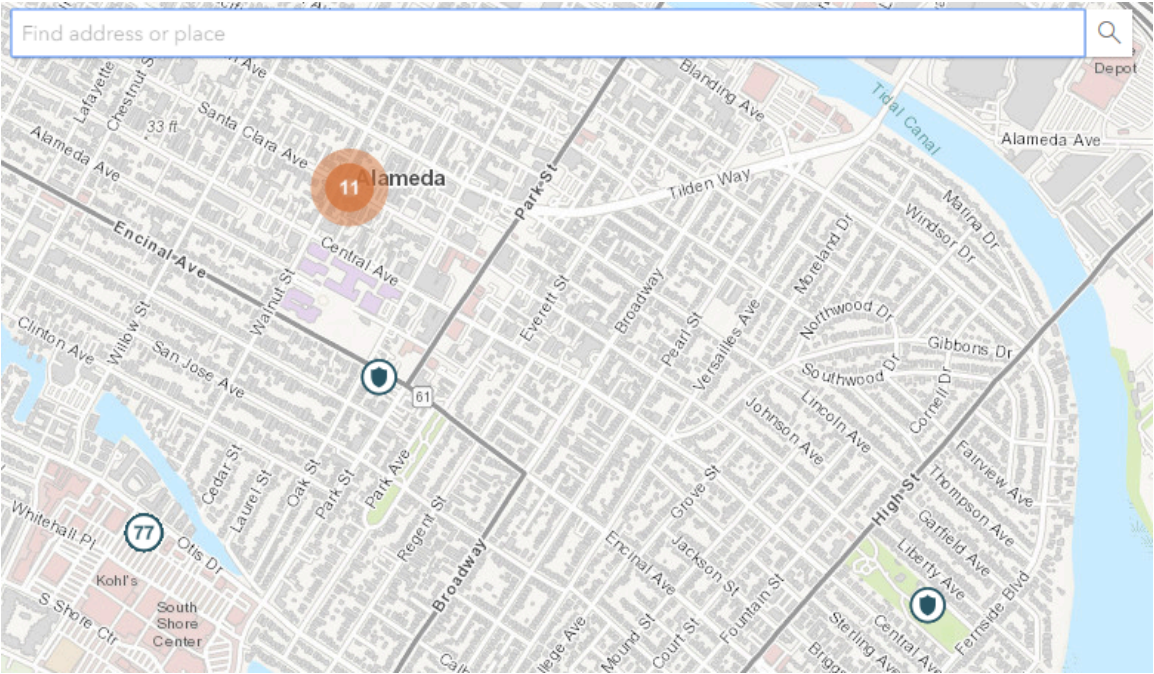 Find address or place
Depot
Blanding Ave
Tidal Canal
Alameda Ave
Lafayette
Chestnut S
Ave
33 ft
Santa Clara Ave
Alameda Ave
11
Alameda
Park St
Tilden Way
Marina Dr
Windsor Dr
Moreland Dr
Encinal Ave
Central Ave
Walnut St
Everett St
Broadway
Pearl St
Versailles Ave
Northwood Dr
Gibbons Dr
Southwood Dr
Cornell Dr
Clinton Ave
Willow St
San Jose Ave
61
Johnson Ave
Lincoln Ave
Fairview Ave
Thompson Ave
High St
Garfield Ave
Liberty Ave
Cedar St
Laurel St
Oak St
Park St
Park Ave
Regent St
Grove St
77
Whitehall Pl
Otis Dr
Kohl's
South
Shore
Center
S Shore Ctr
Broadway
Encinal Ave
Jackson St
Fountain St
Mound St
Court St
llege Ave
Calh
Fernside Blvd
Central Ave
Sterling Ave
Briggs